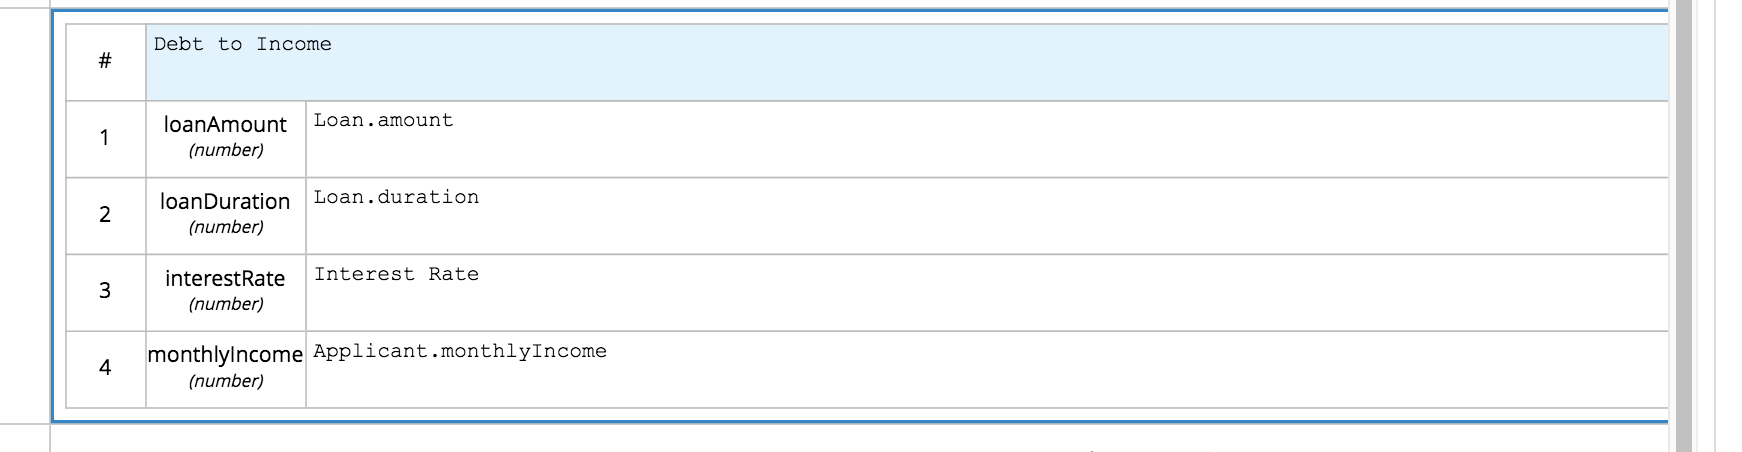 # Debt to Income
1 loanAmount (number) Loan.amount
2 loanDuration (number) Loan.duration
3 interestRate (number) Interest Rate
4 monthlyIncome (number) Applicant.monthlyIncome